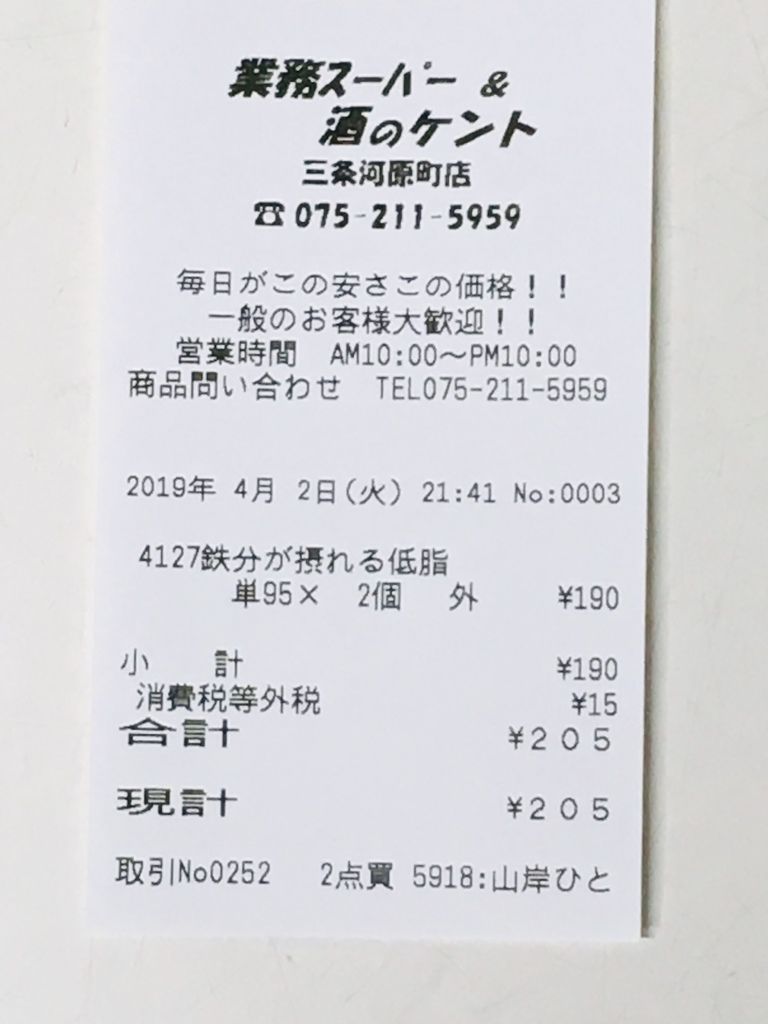 業務スーパー &
酒のケント
三条河原町店
☎075-211-5959
毎日がこの安さこの価格！！
一般のお客様大歓迎！！
営業時間 AM10:00～PM10:00
商品問い合わせ TEL075-211-5959
2019年 4月 2日(火) 21:41 No:0003
4127鉄分が摂れる低脂
単95× 2個 外 ¥190
小 計 ¥190
消費税等外税 ¥15
合計 ¥205
現計 ¥205
取引No0252 2点買 5918:山岸ひと